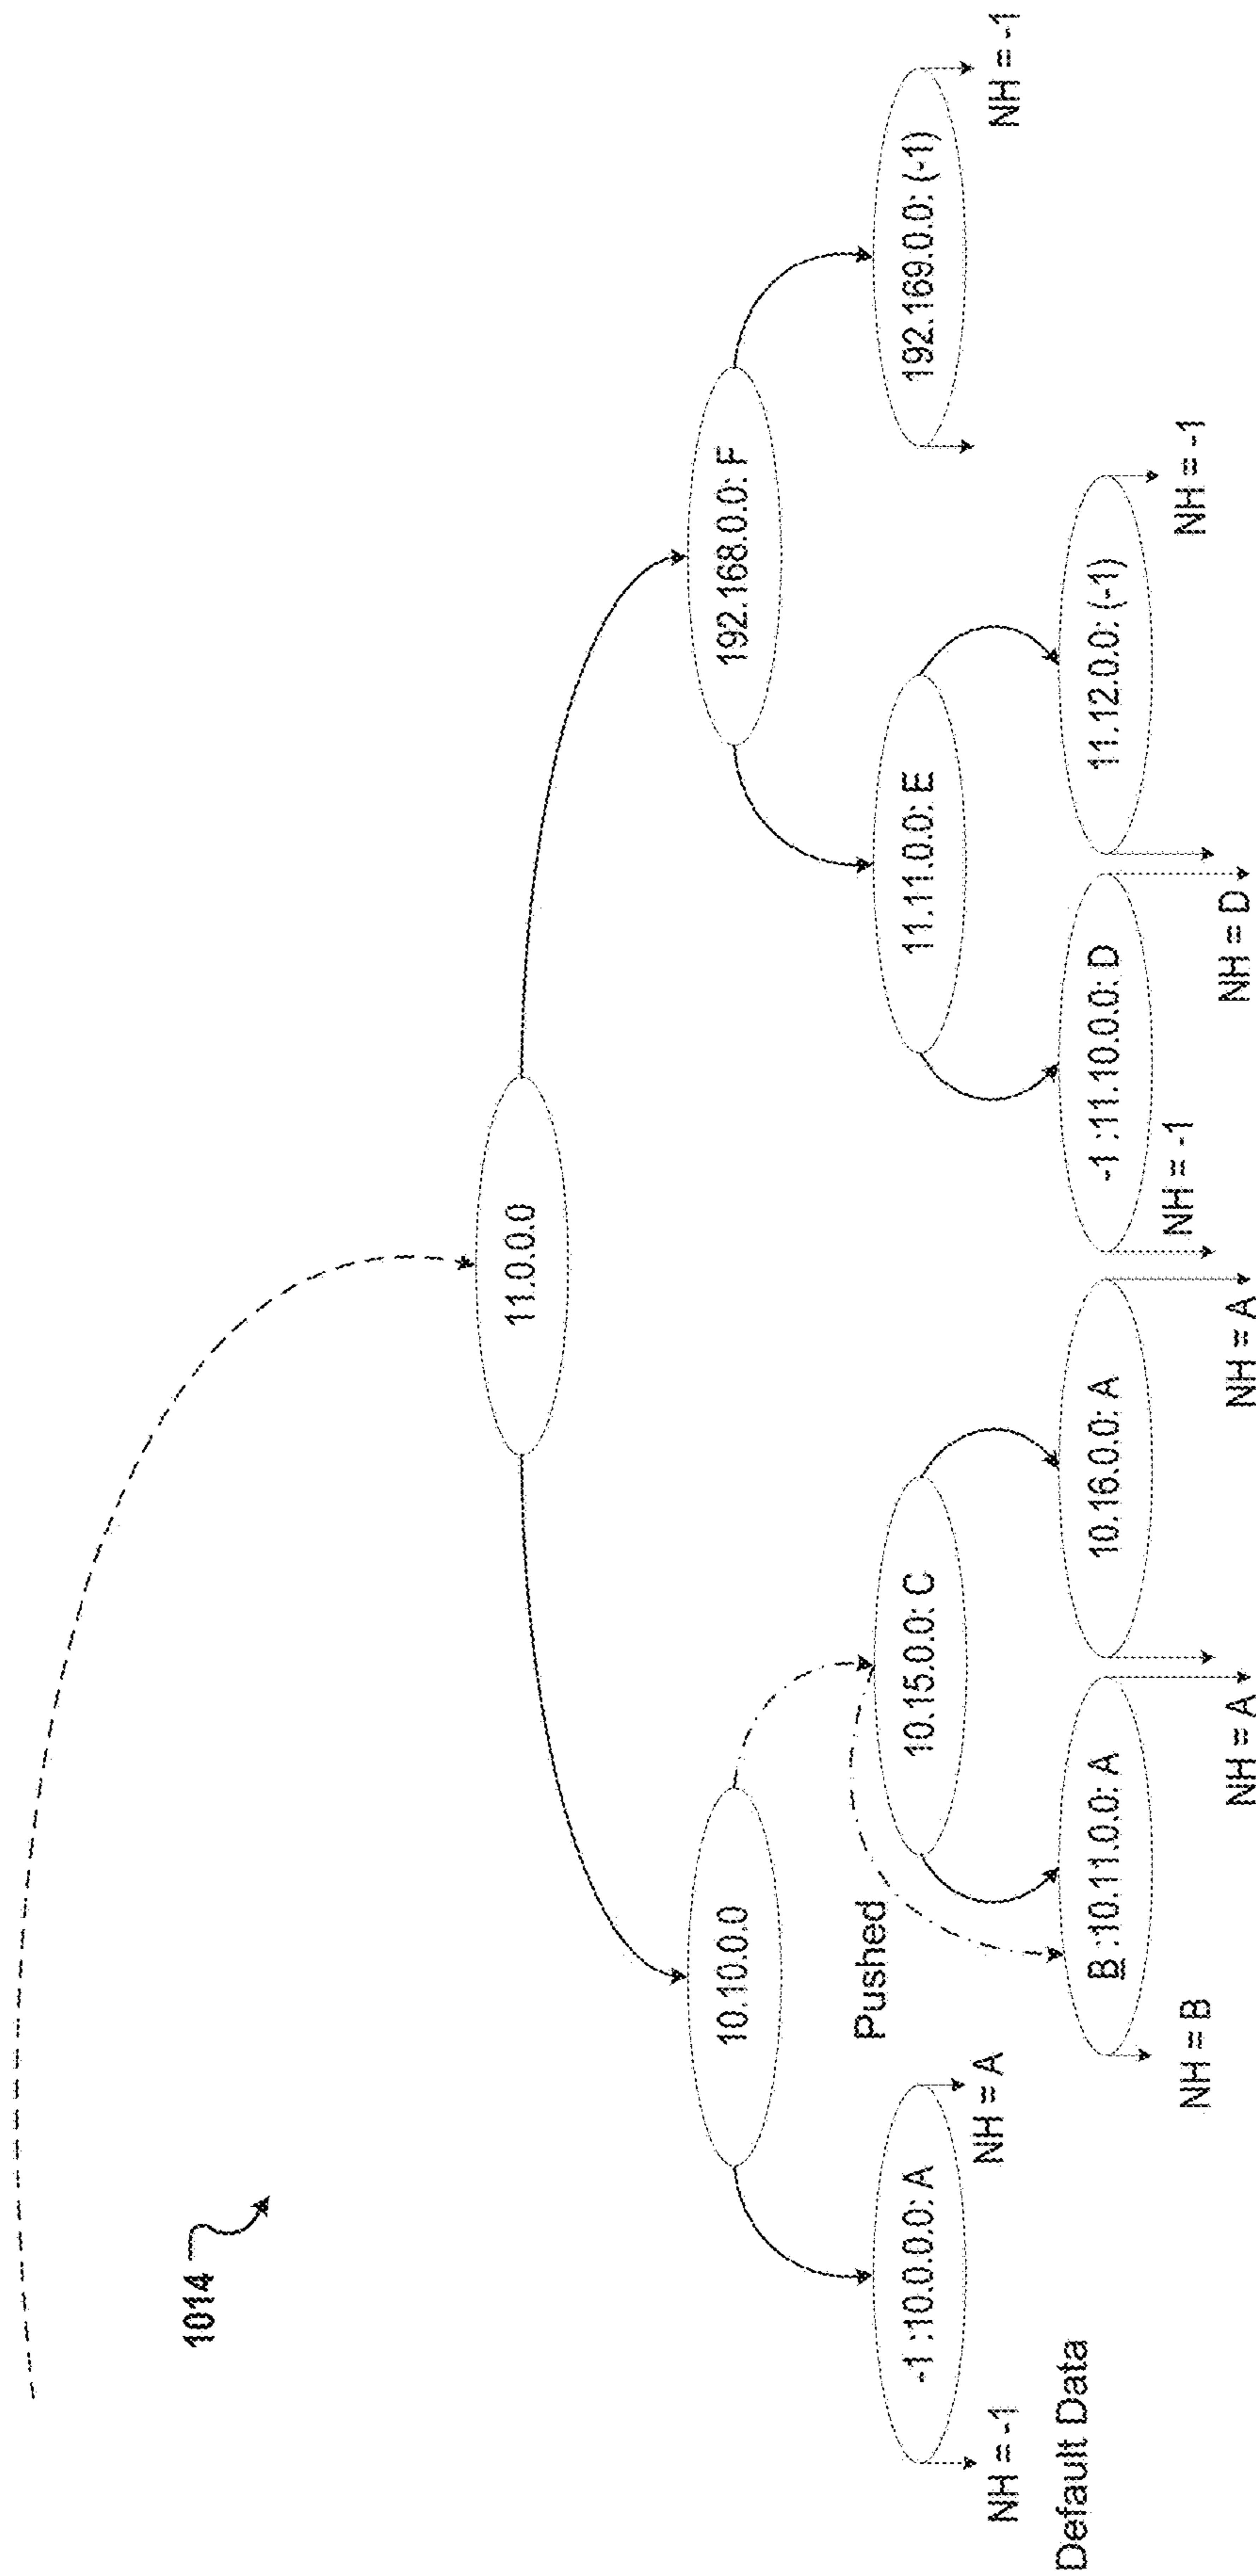 1014
11.0.0.0
10.10.0.0
192.168.0.0: F
-1 :10.0.0.0: A
Pushed
10.15.0.0: C
11.11.0.0: E
192.169.0.0: (-1)
NH = -1
NH = A
NH = -1
Default Data
B :10.11.0.0: A
10.16.0.0: A
-1 :11.10.0.0: D
11.12.0.0: (-1)
NH = B
NH = A
NH = A
NH = -1
NH = D
NH = -1